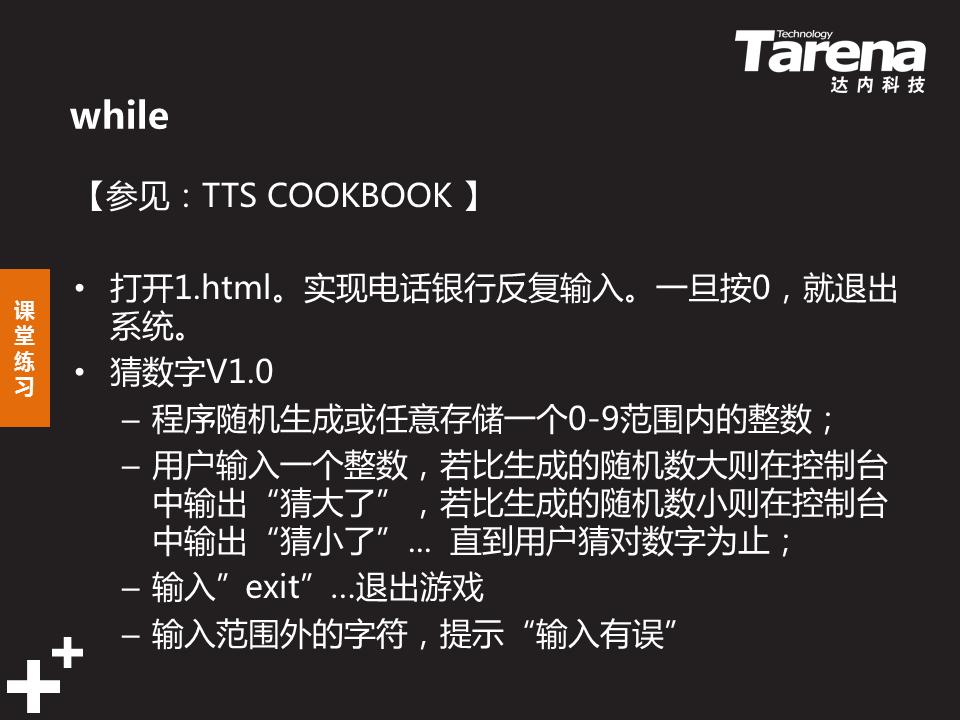 Technology
Tarena
达内科技
while
【参见：TTS COOKBOOK 】
• 打开1.html。实现电话银行反复输入。一旦按0，就退出
系统。
• 猜数字V1.0
– 程序随机生成或任意存储一个0-9范围内的整数；
– 用户输入一个整数，若比生成的随机数大则在控制台
中输出“猜大了”，若比生成的随机数小则在控制台
中输出“猜小了”... 直到用户猜对数字为止；
– 输入”exit”...退出游戏
– 输入范围外的字符，提示“输入有误”
课
堂
练
习